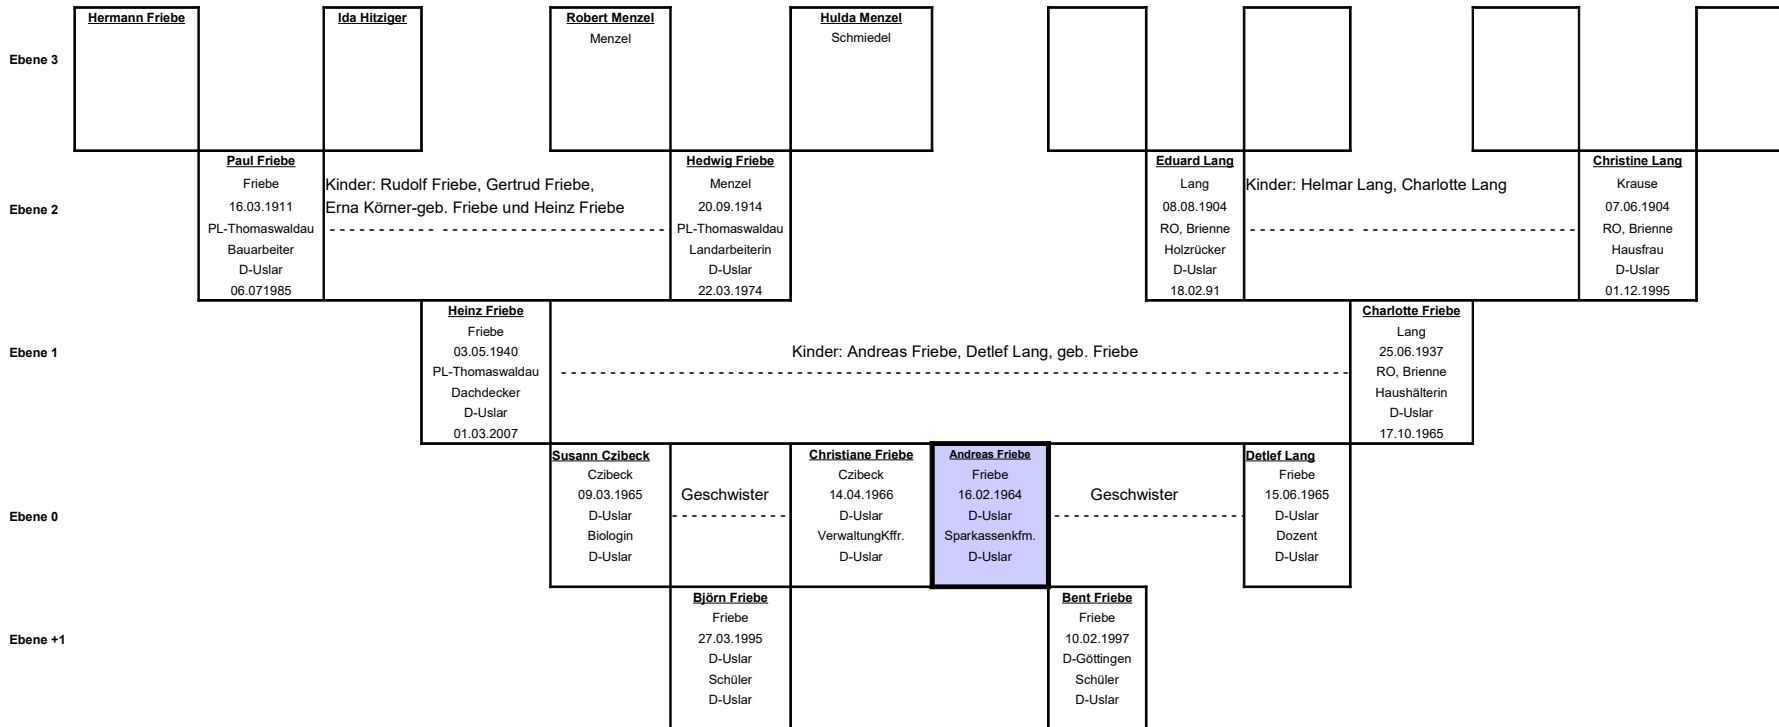 Ebene 3
Hermann Friebe
Ida Hitziger
Robert Menzel
Menzel
Hulda Menzel
Schmiedel
Ebene 2
Paul Friebe
Friebe
16.03.1911
PL-Thomaswaldau
Bauarbeiter
D-Uslar
06.071985
Kinder: Rudolf Friebe, Gertrud Friebe,
Erna Körner-geb. Friebe und Heinz Friebe
Hedwig Friebe
Menzel
20.09.1914
PL-Thomaswaldau
Landarbeiterin
D-Uslar
22.03.1974
Eduard Lang
Lang
08.08.1904
RO, Brienne
Holzrücker
D-Uslar
18.02.91
Kinder: Helmar Lang, Charlotte Lang
Christine Lang
Krause
07.06.1904
RO, Brienne
Hausfrau
D-Uslar
01.12.1995
Ebene 1
Heinz Friebe
Friebe
03.05.1940
PL-Thomaswaldau
Dachdecker
D-Uslar
01.03.2007
Kinder: Andreas Friebe, Detlef Lang, geb. Friebe
Charlotte Friebe
Lang
25.06.1937
RO, Brienne
Haushälterin
D-Uslar
17.10.1965
Ebene 0
Susann Czibeck
Czibeck
09.03.1965
D-Uslar
Biologin
D-Uslar
Geschwister
Christiane Friebe
Czibeck
14.04.1966
D-Uslar
VerwaltungKffr.
D-Uslar
Andreas Friebe
Friebe
16.02.1964
D-Uslar
Sparkassenkfm.
D-Uslar
Geschwister
Detlef Lang
Friebe
15.06.1965
D-Uslar
Dozent
D-Uslar
Ebene +1
Björn Friebe
Friebe
27.03.1995
D-Uslar
Schüler
D-Uslar
Bent Friebe
Friebe
10.02.1997
D-Göttingen
Schüler
D-Uslar